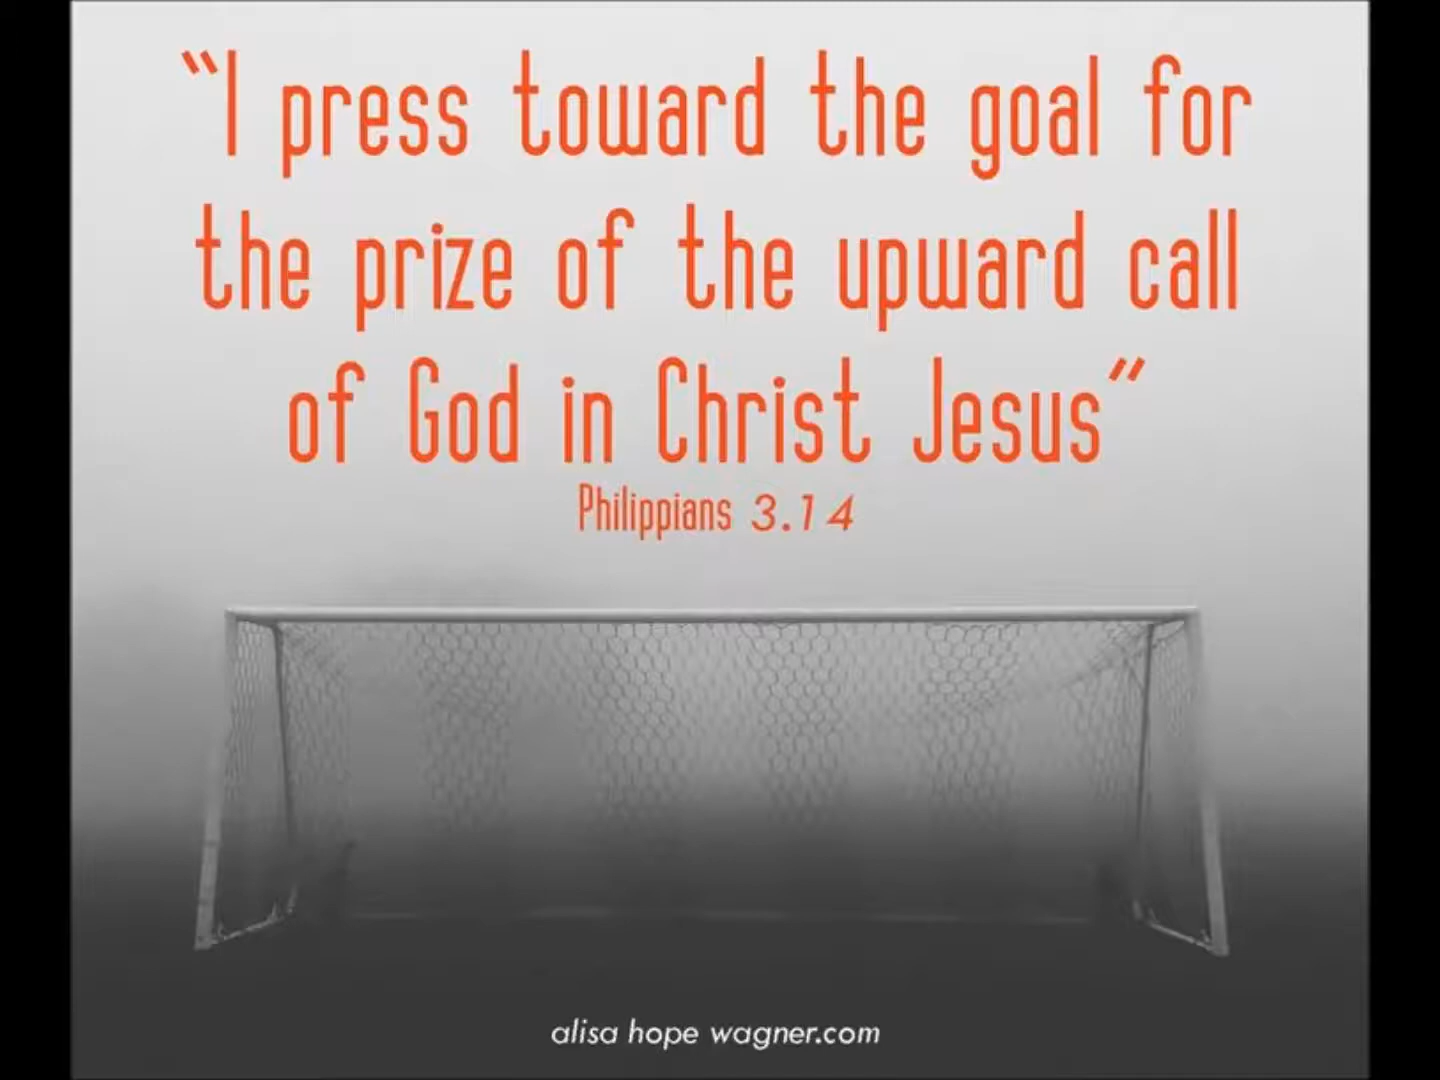 “I press toward the goal for
the prize of the upward call
of God in Christ Jesus”
Philippians 3.14
alisa hope wagner.com